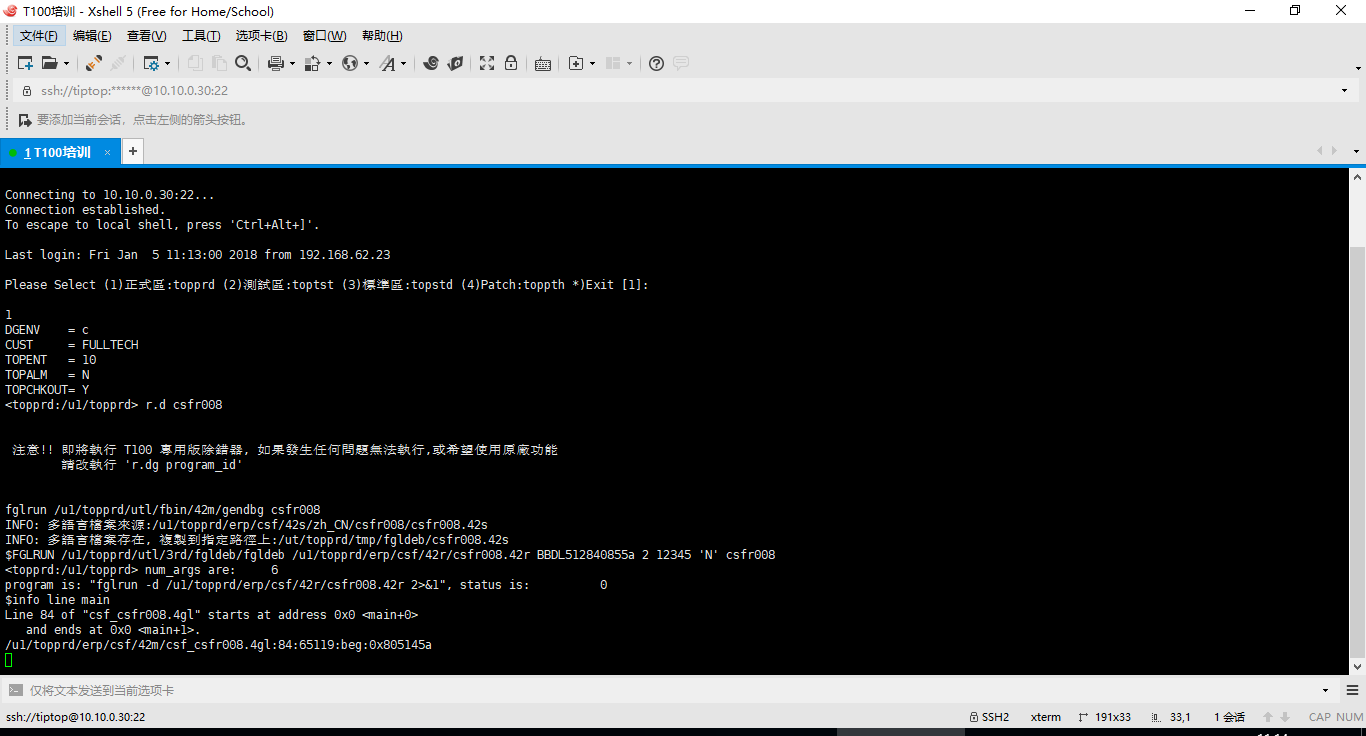 T100培训 - Xshell 5 (Free for Home/School)
文件(F) 编辑(E) 查看(V) 工具(T) 选项卡(B) 窗口(W) 帮助(H)
ssh://tiptop:******@10.10.0.30:22
要添加当前会话，点击左侧的箭头按钮。
1 T100培训 × +
Connecting to 10.10.0.30:22...
Connection established.
To escape to local shell, press 'Ctrl+Alt+]'.
Last login: Fri Jan  5 11:13:00 2018 from 192.168.62.23
Please Select (1)正式區:topprd (2)測試區:toptst (3)標準區:topstd (4)Patch:toppth *)Exit [1]:
1
DGENV    = c
CUST     = FULLTECH
TOPENT   = 10
TOPALM   = N
TOPCHKOUT= Y
<topprd:/u1/topprd> r.d csfr008
注意!! 即將執行 T100 專用版除錯器, 如果發生任何問題無法執行,或希望使用原廠功能
請改執行 'r.dg program_id'
fglrun /u1/topprd/utl/fbin/42m/gendbg csfr008
INFO: 多語言檔案來源:/u1/topprd/erp/csf/42s/zh_CN/csfr008/csfr008.42s
INFO: 多語言檔案存在, 複製到指定路徑上:/ut/topprd/tmp/fgldeb/csfr008.42s
$FGLRUN /u1/topprd/utl/3rd/fgldeb/fgldeb /u1/topprd/erp/csf/42r/csfr008.42r BBDL512840855a 2 12345 'N' csfr008
<topprd:/u1/topprd> num_args are:     6
program is: "fglrun -d /u1/topprd/erp/csf/42r/csfr008.42r 2>&1", status is:          0
$info line main
Line 84 of "csf_csfr008.4gl" starts at address 0x0 <main+0>
   and ends at 0x0 <main+1>.
/u1/topprd/erp/csf/42m/csf_csfr008.4gl:84:65119:beg:0x805145a
仅将文本发送到当前选项卡
ssh://tiptop@10.10.0.30:22 SSH2 xterm 191x33 33,1 1 会话 CAP NUM